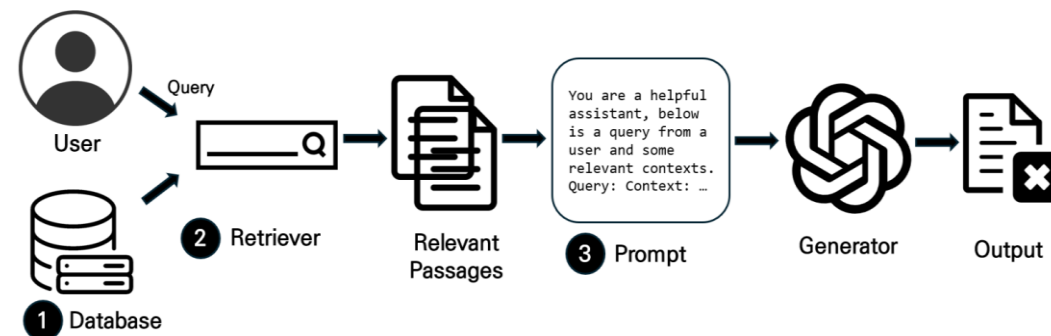 Query
User
2 Retriever
1 Database
Relevant
Passages
You are a helpful
assistant, below
is a query from a
user and some
relevant contexts.
Query: Context: …
3 Prompt
Generator
Output